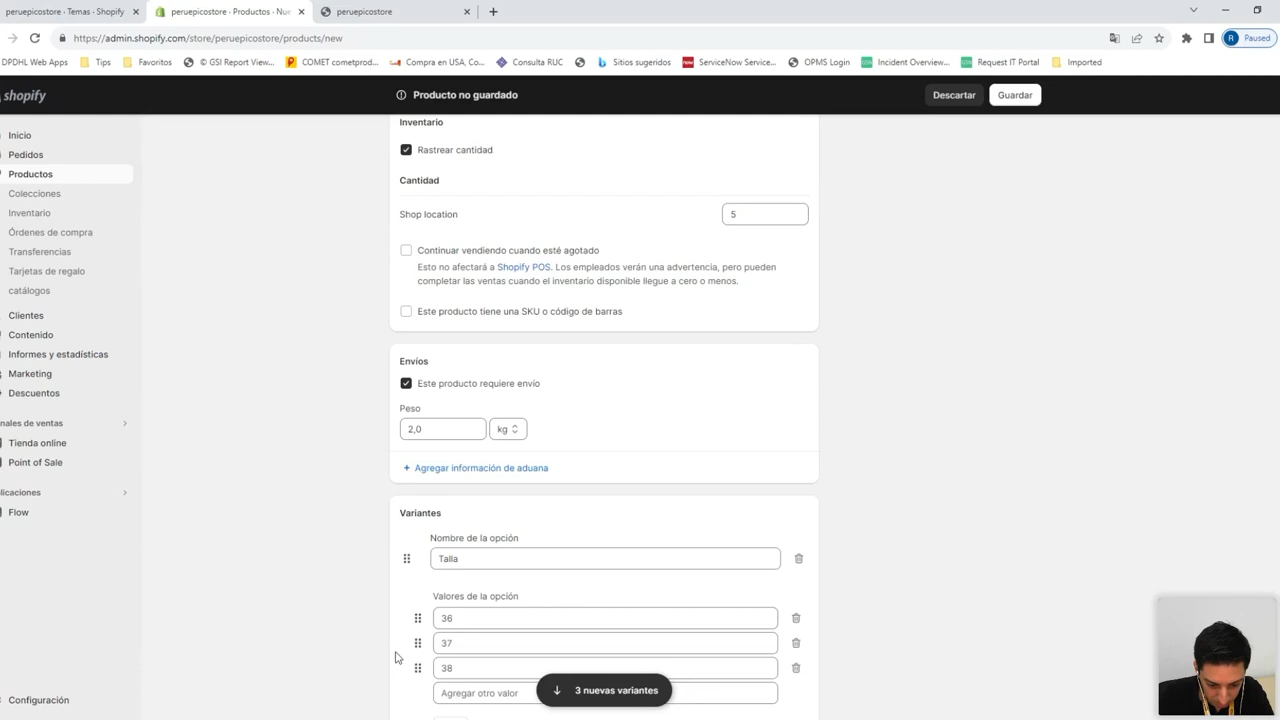 peruepicostore · Temas · Shopify
peruepicostore · Productos · Nue
peruepicostore
https://admin.shopify.com/store/peruepicostore/products/new
Paused
DPDHL Web Apps
Tips
Favoritos
© GSI Report View...
COMET cometprod...
Compra en USA, Co...
Consulta RUC
Sitios sugeridos
ServiceNow Service...
OPMS Login
Incident Overview...
Request IT Portal
Imported
shopify
Producto no guardado
Descartar
Guardar
Inicio
Pedidos
Productos
Colecciones
Inventario
Órdenes de compra
Transferencias
Tarjetas de regalo
catálogos
Clientes
Contenido
Informes y estadísticas
Marketing
Descuentos
nales de ventas
Tienda online
Point of Sale
licaciones
Flow
Configuración
Inventario
Rastrear cantidad
Cantidad
Shop location
5
Continuar vendiendo cuando esté agotado
Esto no afectará a Shopify POS. Los empleados verán una advertencia, pero pueden
completar las ventas cuando el inventario disponible llegue a cero o menos.
Este producto tiene una SKU o código de barras
Envíos
Este producto requiere envío
Peso
2,0
kg
+ Agregar información de aduana
Variantes
Nombre de la opción
Talla
Valores de la opción
36
37
38
Agregar otro valor
3 nuevas variantes